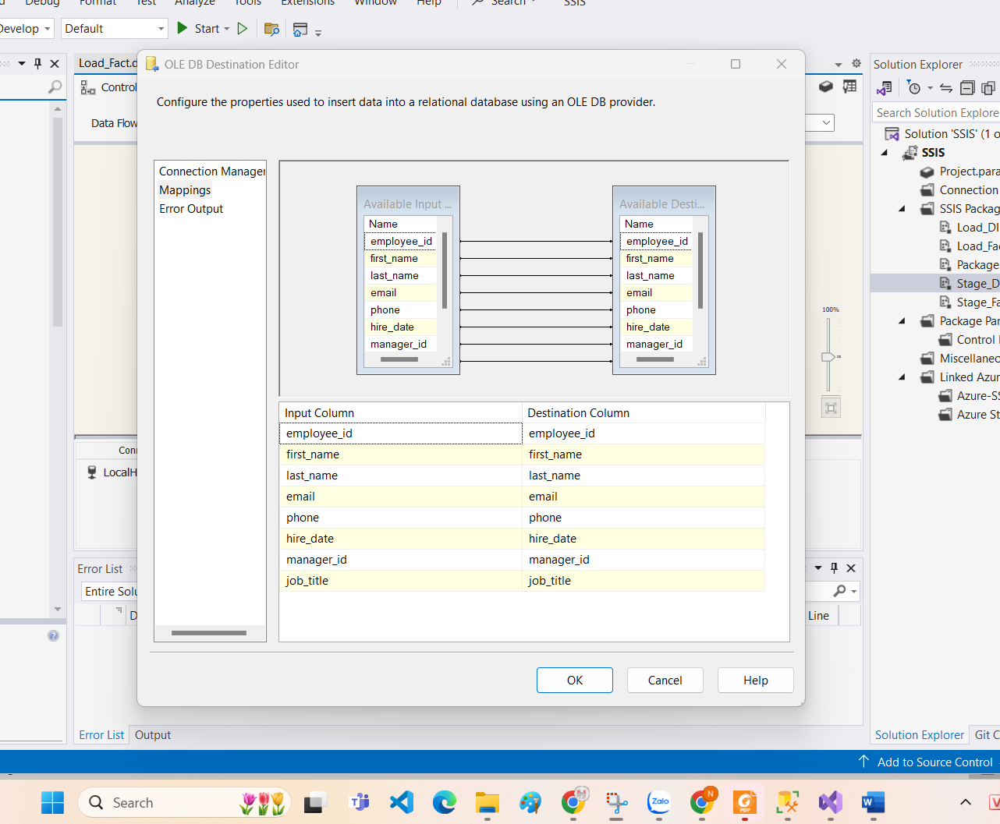 Debug Format Test Analyze Tools Extensions Window Help Search SSIS
Develop Default Start
Load_Fact.d
OLE DB Destination Editor
Solution Explorer
Control
Configure the properties used to insert data into a relational database using an OLE DB provider.
Data Flow
Search Solution Explore
Solution 'SSIS' (1 o
SSIS
Project.para
Connection
SSIS Packag
Load_DI
Load_Fac
Package
Stage_D
Stage_Fa
Package Par
Control
Miscellaneo
Linked Azur
Azure-SS
Azure St
Connection Manager
Mappings
Error Output
Available Input ...
Name
employee_id
first_name
last_name
email
phone
hire_date
manager_id
Available Desti...
Name
employee_id
first_name
last_name
email
phone
hire_date
manager_id
100%
Input Column Destination Column
employee_id employee_id
first_name first_name
last_name last_name
email email
phone phone
hire_date hire_date
manager_id manager_id
job_title job_title
Conn
LocalH
Error List
Entire Solu
D
Line
OK Cancel Help
Error List Output
Solution Explorer Git C
Add to Source Control
Search
Zalo
M
N
PDF
W
V